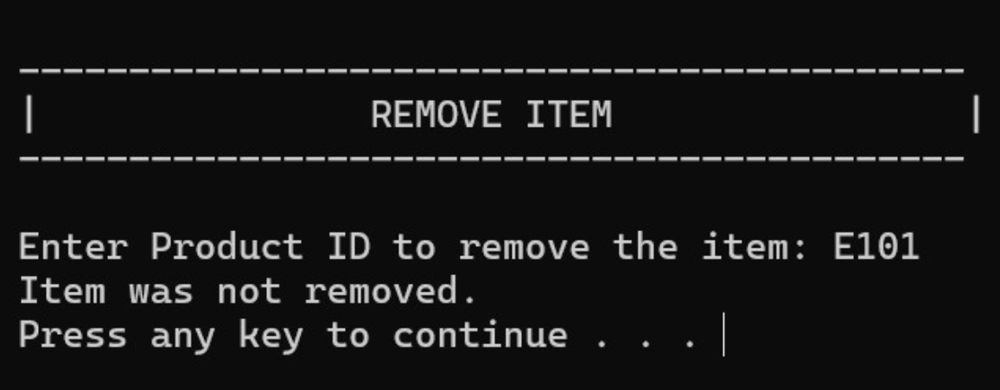 -------------------------------------------
|               REMOVE ITEM                |
-------------------------------------------
Enter Product ID to remove the item: E101
Item was not removed.
Press any key to continue . . .